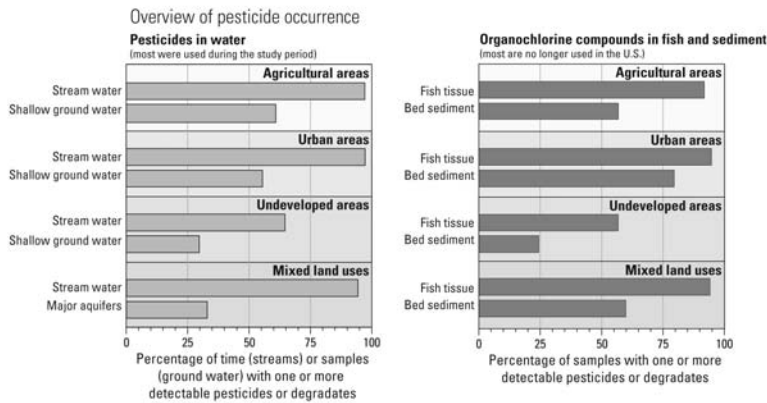 Overview of pesticide occurrence
Pesticides in water
(most were used during the study period)
Agricultural areas
Stream water
Shallow ground water
Urban areas
Stream water
Shallow ground water
Undeveloped areas
Stream water
Shallow ground water
Mixed land uses
Stream water
Major aquifers
0 25 50 75 100
Percentage of time (streams) or samples
(ground water) with one or more
detectable pesticides or degradates
Organochlorine compounds in fish and sediment
(most are no longer used in the U.S.)
Agricultural areas
Fish tissue
Bed sediment
Urban areas
Fish tissue
Bed sediment
Undeveloped areas
Fish tissue
Bed sediment
Mixed land uses
Fish tissue
Bed sediment
0 25 50 75 100
Percentage of samples with one or more
detectable pesticides or degradates